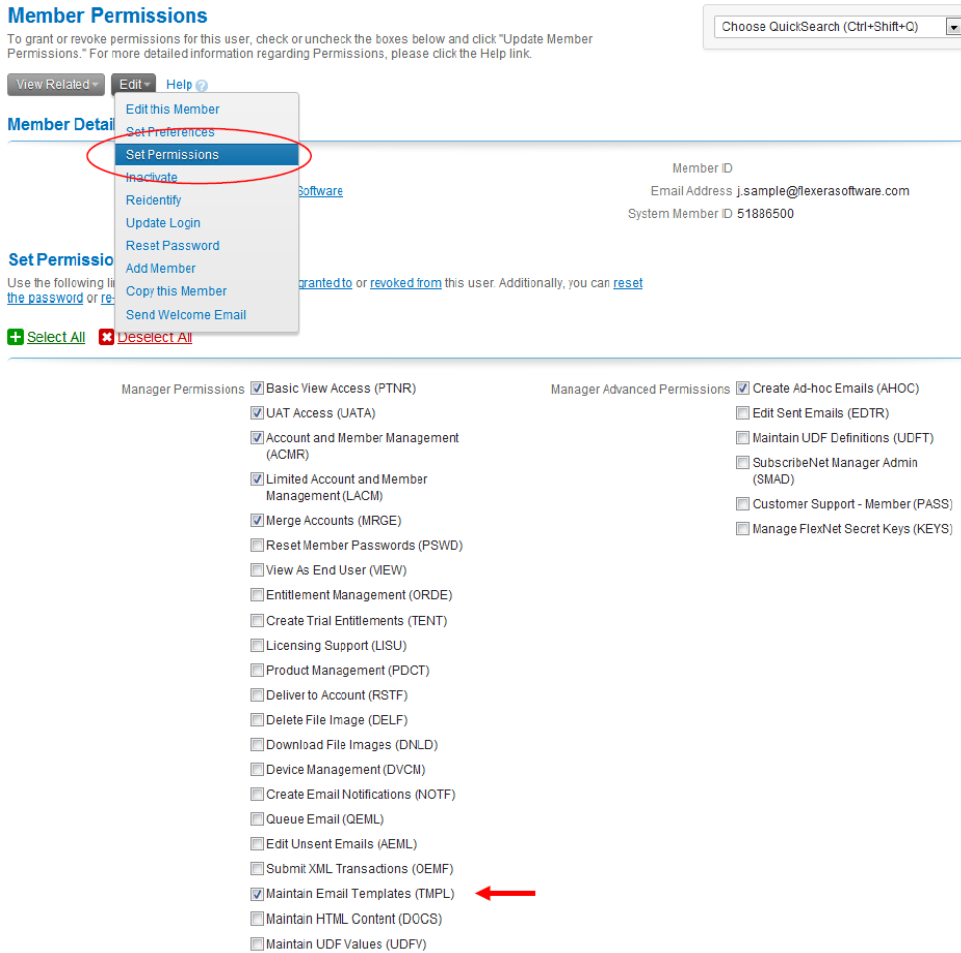 Member Permissions
Choose QuickSearch (Ctrl+Shift+Q)
To grant or revoke permissions for this user, check or uncheck the boxes below and click "Update Member
Permissions." For more detailed information regarding Permissions, please click the Help link.
View Related Edit Help ?
Edit this Member
Member Detai
Set Preferences
Set Permissions
Inactivate
Reidentify
Update Login
Reset Password
Add Member
Copy this Member
Send Welcome Email
Software
Member ID
Email Address j.sample@flexerasoftware.com
System Member ID 51886500
Set Permissio
Use the following li granted to or revoked from this user. Additionally, you can reset
the password or re-
Select All Deselect All
Manager Permissions
Basic View Access (PTNR)
UAT Access (UATA)
Account and Member Management
(ACMR)
Limited Account and Member
Management (LACM)
Merge Accounts (MRGE)
Reset Member Passwords (PSWD)
View As End User (VIEW)
Entitlement Management (ORDE)
Create Trial Entitlements (TENT)
Licensing Support (LISU)
Product Management (PDCT)
Deliver to Account (RSTF)
Delete File Image (DELF)
Download File Images (DNLD)
Device Management (DVCM)
Create Email Notifications (NOTF)
Queue Email (QEML)
Edit Unsent Emails (AEML)
Submit XML Transactions (OEMF)
Maintain Email Templates (TMPL)
Maintain HTML Content (DOCS)
Maintain UDF Values (UDFV)
Manager Advanced Permissions
Create Ad-hoc Emails (AHOC)
Edit Sent Emails (EDTR)
Maintain UDF Definitions (UDFT)
SubscribeNet Manager Admin
(SMAD)
Customer Support - Member (PASS)
Manage FlexNet Secret Keys (KEYS)